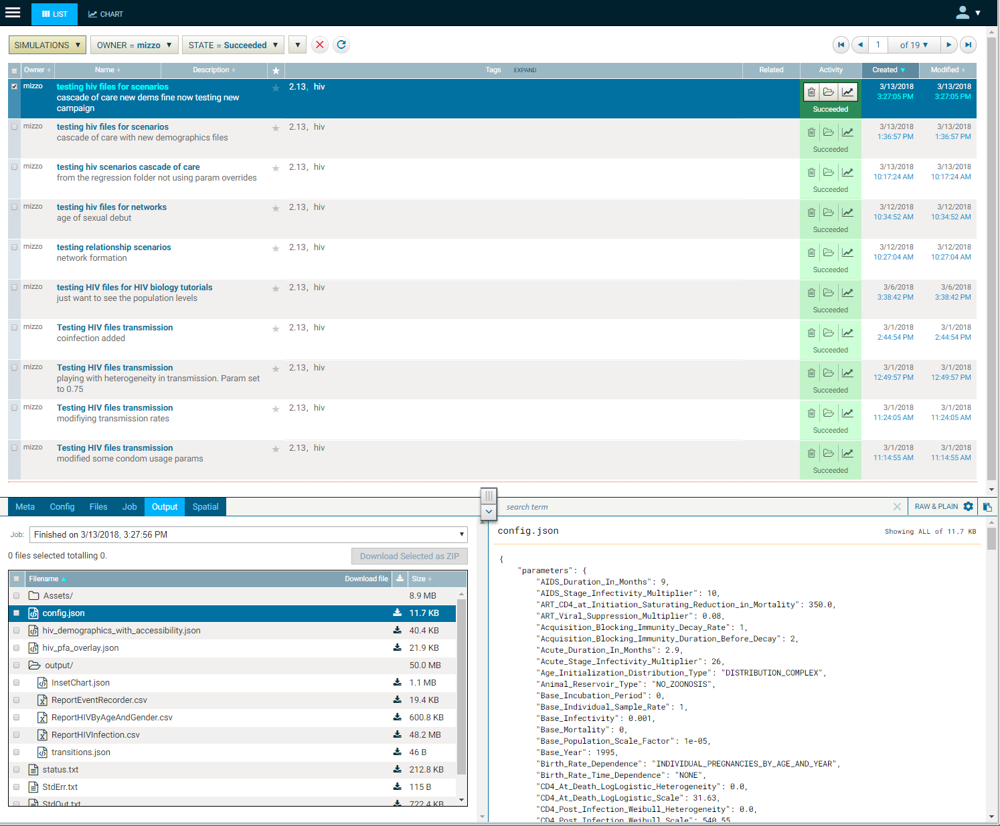 LIST CHART
SIMULATIONS ▼ OWNER = mizzo ▼ STATE = Succeeded ▼ ▼ 1 of 19 ▼
Owner Name Description Tags EXPAND Related Activity Created ▼ Modified
mizzo testing hiv files for scenarios 2.13, hiv 3/13/2018 3/13/2018
cascade of care new dems fine now testing new 3:27:05 PM 3:27:05 PM
campaign Succeeded
mizzo testing hiv files for scenarios 2.13, hiv 3/13/2018 3/13/2018
cascade of care with new demographics files 1:36:57 PM 1:36:57 PM
Succeeded
mizzo testing hiv scenarios cascade of care 2.13, hiv 3/13/2018 3/13/2018
from the regression folder not using param overrides 10:17:24 AM 10:17:24 AM
Succeeded
mizzo testing hiv files for networks 2.13, hiv 3/12/2018 3/12/2018
age of sexual debut 10:34:52 AM 10:34:52 AM
Succeeded
mizzo testing relationship scenarios 2.13, hiv 3/12/2018 3/12/2018
network formation 10:27:04 AM 10:27:04 AM
Succeeded
mizzo testing HIV files for HIV biology tutorials 2.13, hiv 3/6/2018 3/6/2018
just want to see the population levels 3:38:42 PM 3:38:42 PM
Succeeded
mizzo Testing HIV files transmission 2.13, hiv 3/1/2018 3/1/2018
coinfection added 2:44:54 PM 2:44:54 PM
Succeeded
mizzo Testing HIV files transmission 2.13, hiv 3/1/2018 3/1/2018
playing with heterogeneity in transmission. Param set 12:49:57 PM 12:49:57 PM
to 0.75 Succeeded
mizzo Testing HIV files transmission 2.13, hiv 3/1/2018 3/1/2018
modifiying transmission rates 11:24:05 AM 11:24:05 AM
Succeeded
mizzo Testing HIV files transmission 2.13, hiv 3/1/2018 3/1/2018
modified some condom usage params 11:14:55 AM 11:14:55 AM
Succeeded
Meta Config Files Job Output Spatial
Job: Finished on 3/13/2018, 3:27:56 PM
0 files selected totalling 0. Download Selected as ZIP
Filename Download file Size
Assets/ 8.9 MB
config.json 11.7 KB
hiv_demographics_with_accessibility.json 40.4 KB
hiv_pfa_overlay.json 21.9 KB
output/ 50.0 MB
InsetChart.json 1.1 MB
ReportEventRecorder.csv 19.4 KB
ReportHIVByAgeAndGender.csv 600.8 KB
ReportHIVInfection.csv 48.2 MB
transitions.json 46 B
status.txt 212.8 KB
StdErr.txt 115 B
StdOut.txt 722.4 KB
search term RAW & PLAIN
config.json Showing ALL of 11.7 KB
{
"parameters": {
"AIDS_Duration_In_Months": 9,
"AIDS_Stage_Infectivity_Multiplier": 10,
"ART_CD4_at_Initiation_Saturating_Reduction_in_Mortality": 350.0,
"ART_Viral_Suppression_Multiplier": 0.08,
"Acquisition_Blocking_Immunity_Decay_Rate": 1,
"Acquisition_Blocking_Immunity_Duration_Before_Decay": 2,
"Acute_Duration_In_Months": 2.9,
"Acute_Stage_Infectivity_Multiplier": 26,
"Age_Initialization_Distribution_Type": "DISTRIBUTION_COMPLEX",
"Animal_Reservoir_Type": "NO_ZOONOSIS",
"Base_Incubation_Period": 0,
"Base_Individual_Sample_Rate": 1,
"Base_Infectivity": 0.001,
"Base_Mortality": 0,
"Base_Population_Scale_Factor": 1e-05,
"Base_Year": 1995,
"Birth_Rate_Dependence": "INDIVIDUAL_PREGNANCIES_BY_AGE_AND_YEAR",
"Birth_Rate_Time_Dependence": "NONE",
"CD4_At_Death_LogLogistic_Heterogeneity": 0.0,
"CD4_At_Death_LogLogistic_Scale": 31.63,
"CD4_Post_Infection_Weibull_Heterogeneity": 0.0,
"CD4_Post_Infection_Weibull_Scale": 540.55